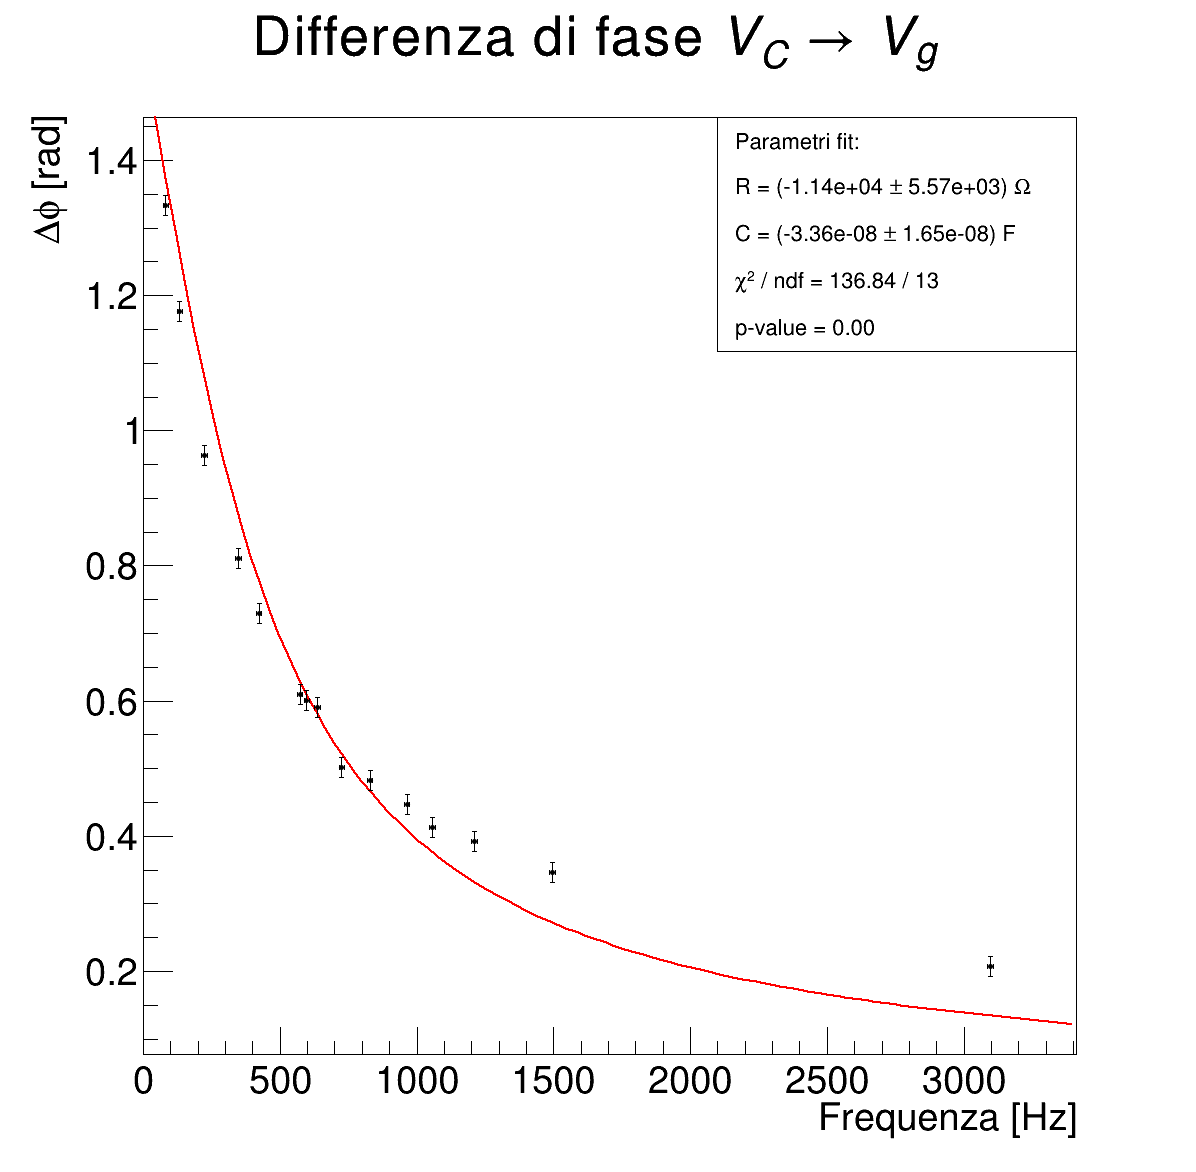 Differenza di fase V_C → V_g
Δϕ [rad]
1.4
1.2
1
0.8
0.6
0.4
0.2
Parametri fit:
R = (-1.14e+04 ± 5.57e+03) Ω
C = (-3.36e-08 ± 1.65e-08) F
χ² / ndf = 136.84 / 13
p-value = 0.00
0 500 1000 1500 2000 2500 3000
Frequenza [Hz]